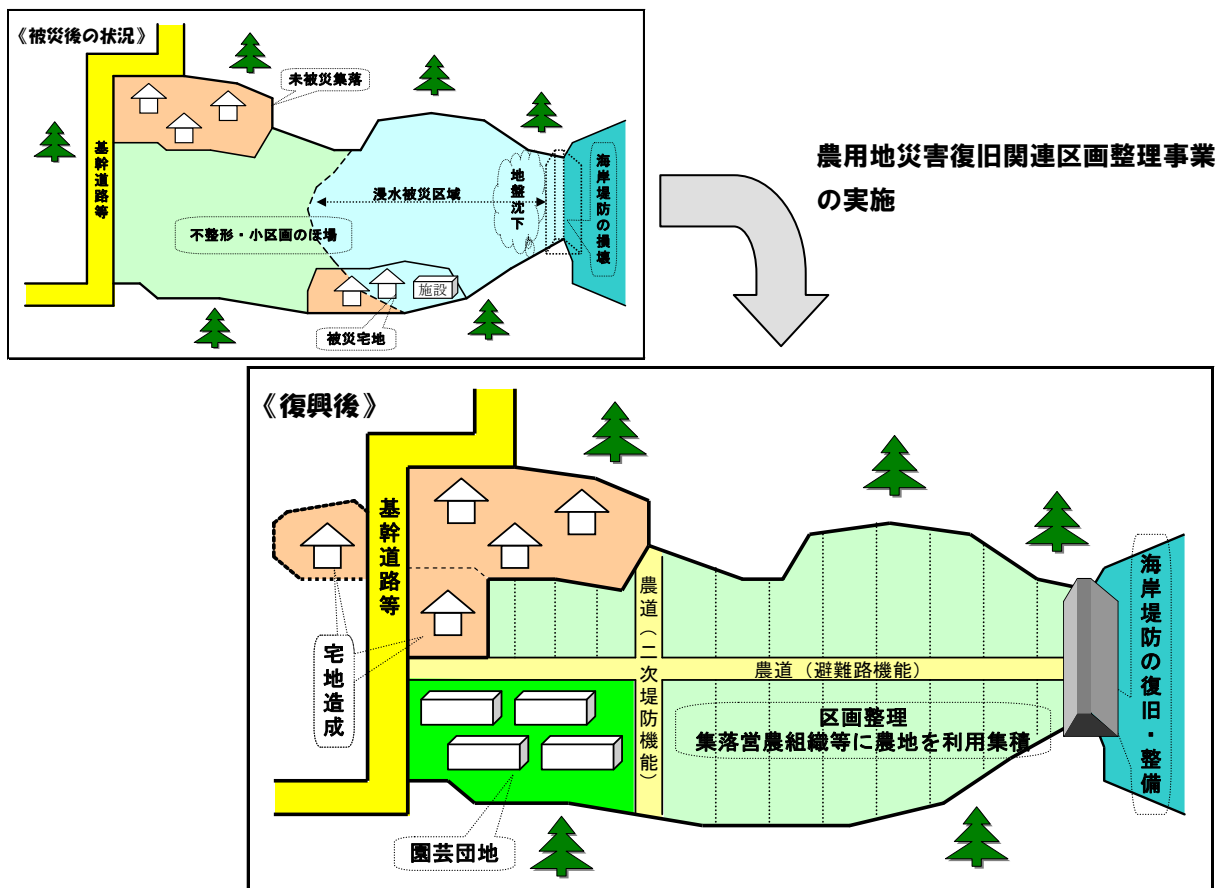 《被災後の状況》
未被災集落
基幹道路等
浸水被災区域
地盤沈下
海岸堤防の損壊
不整形・小区画のほ場
施設
被災宅地
農用地災害復旧関連区画整理事業
の実施
《復興後》
基幹道路等
宅地造成
農道（二次堤防機能）
農道（避難路機能）
区画整理
集落営農組織等に農地を利用集積
海岸堤防の復旧・整備
園芸団地